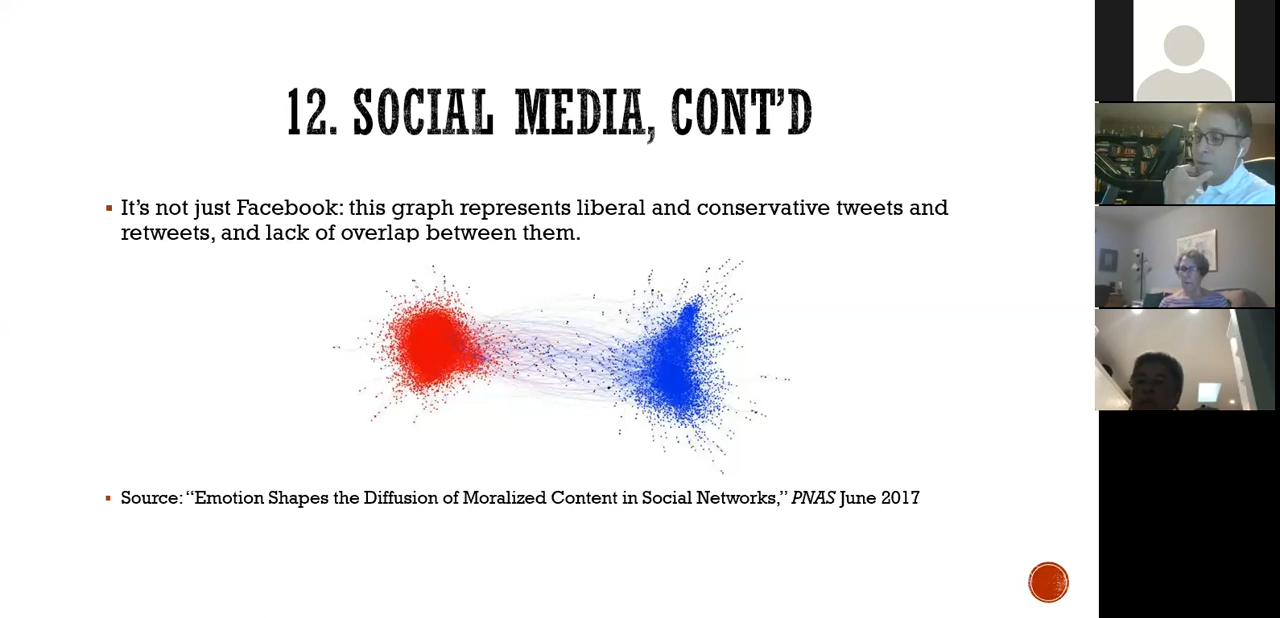 12. SOCIAL MEDIA, CONT’D
▪ It’s not just Facebook: this graph represents liberal and conservative tweets and
retweets, and lack of overlap between them.
▪ Source: “Emotion Shapes the Diffusion of Moralized Content in Social Networks,” PNAS June 2017